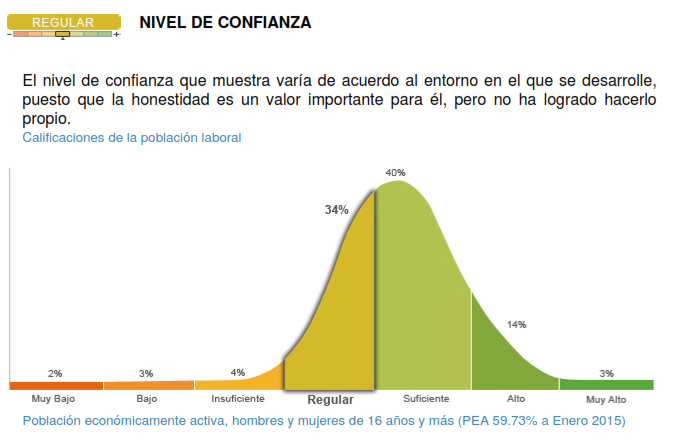 REGULAR
NIVEL DE CONFIANZA
- +
El nivel de confianza que muestra varía de acuerdo al entorno en el que se desarrolle,
puesto que la honestidad es un valor importante para él, pero no ha logrado hacerlo
propio.
Calificaciones de la población laboral
40%
34%
14%
2% 3% 4% 3%
Muy Bajo Bajo Insuficiente Regular Suficiente Alto Muy Alto
Población económicamente activa, hombres y mujeres de 16 años y más (PEA 59.73% a Enero 2015)